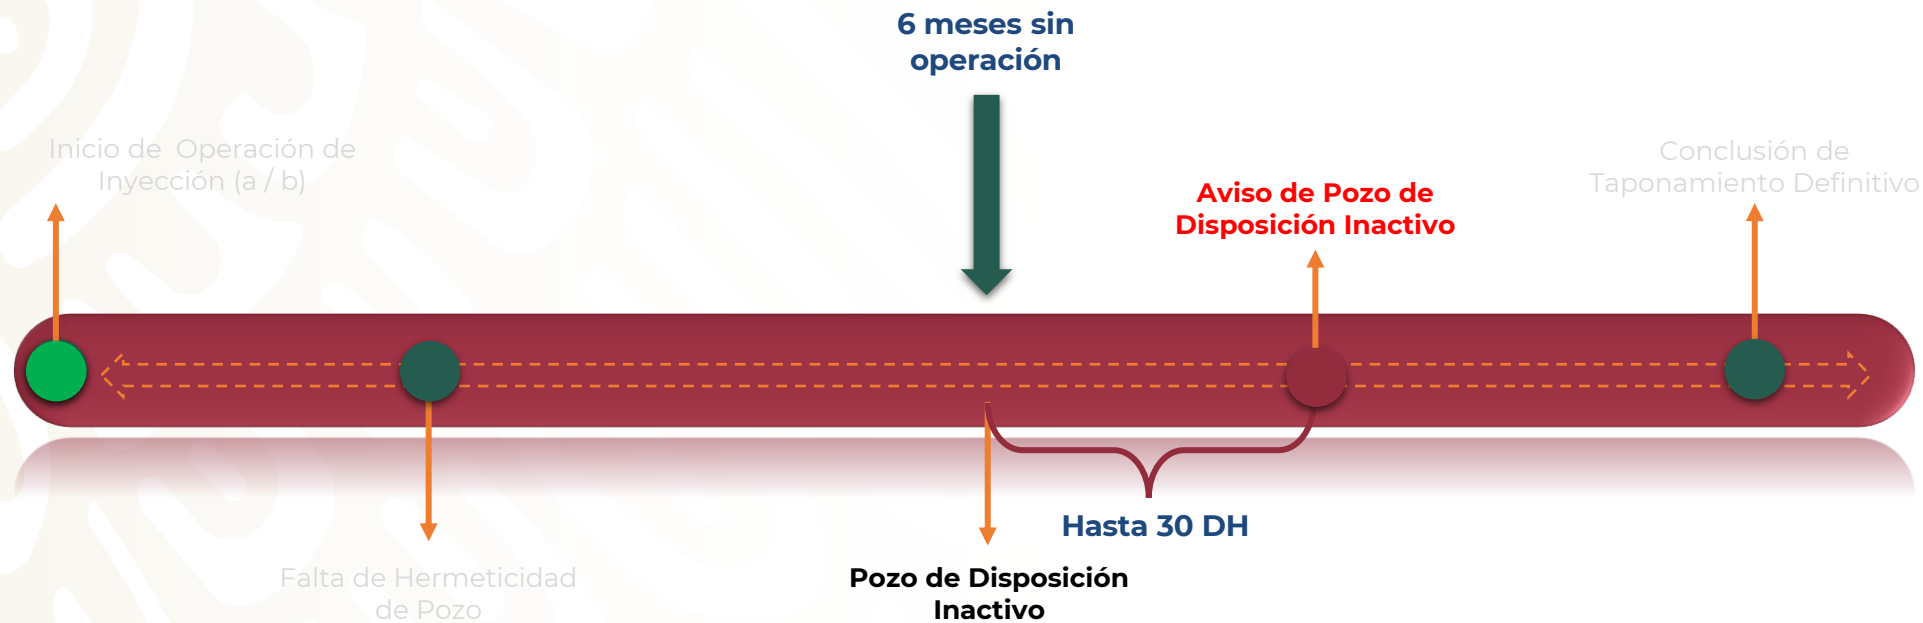 6 meses sin
operación
Inicio de Operación de
Inyección (a / b)
Conclusión de
Taponamiento Definitivo
Aviso de Pozo de
Disposición Inactivo
Hasta 30 DH
Falta de Hermeticidad
de Pozo
Pozo de Disposición
Inactivo